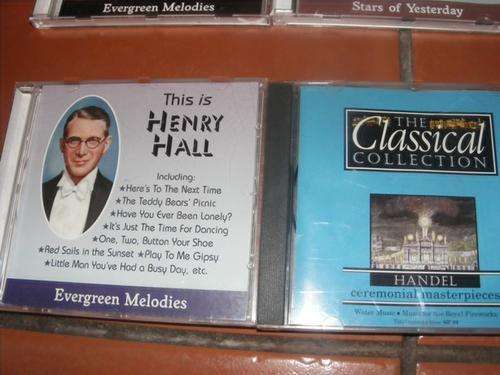 Evergreen Melodies
Stars of Yesterday
This is
HENRY
HALL
Including:
★Here's To The Next Time
★The Teddy Bears' Picnic
★Have You Ever Been Lonely?
★It's Just The Time For Dancing
★One, Two, Button Your Shoe
★Red Sails in the Sunset ★Play To Me Gipsy
★Little Man You've Had a Busy Day, etc.
Evergreen Melodies
THE
Classical
COLLECTION
HANDEL
ceremonial masterpieces
Water Music • Music for the Royal Fireworks